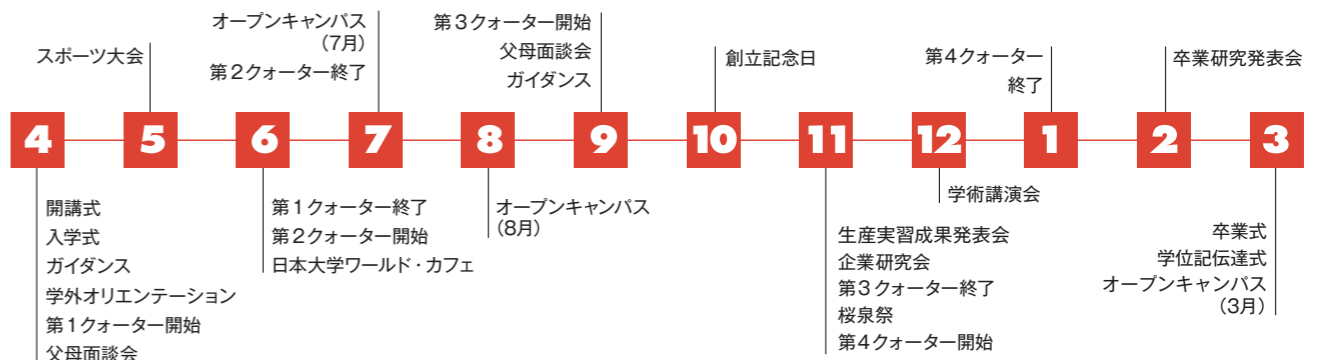 スポーツ大会
オープンキャンパス
(7月)
第2クォーター終了
第3クォーター開始
父母面談会
ガイダンス
創立記念日
第4クォーター
終了
卒業研究発表会
4 5 6 7 8 9 10 11 12 1 2 3
開講式
入学式
ガイダンス
学外オリエンテーション
第1クォーター開始
父母面談会
第1クォーター終了
第2クォーター開始
日本大学ワールド・カフェ
オープンキャンパス
(8月)
生産実習成果発表会
企業研究会
第3クォーター終了
桜泉祭
第4クォーター開始
学術講演会
卒業式
学位記伝達式
オープンキャンパス
(3月)